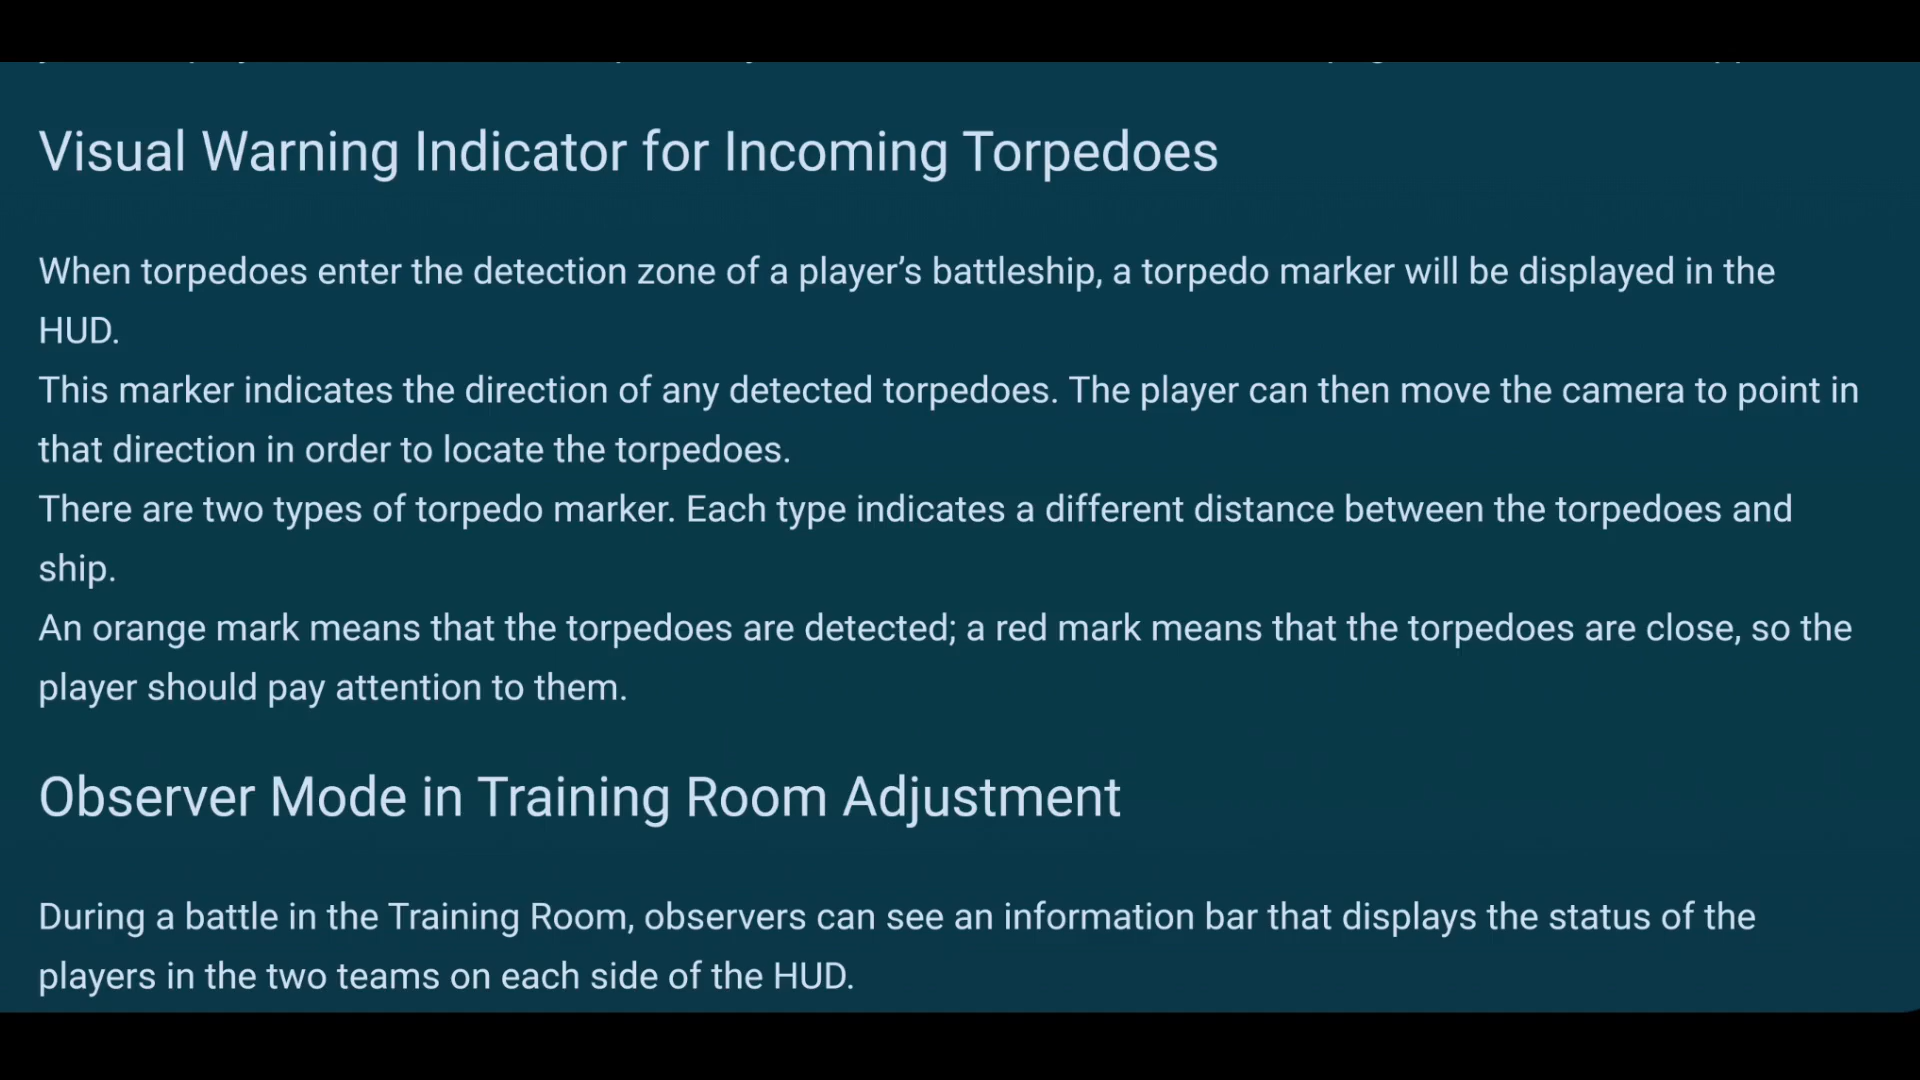 Visual Warning Indicator for Incoming Torpedoes
When torpedoes enter the detection zone of a player’s battleship, a torpedo marker will be displayed in the
HUD.
This marker indicates the direction of any detected torpedoes. The player can then move the camera to point in
that direction in order to locate the torpedoes.
There are two types of torpedo marker. Each type indicates a different distance between the torpedoes and
ship.
An orange mark means that the torpedoes are detected; a red mark means that the torpedoes are close, so the
player should pay attention to them.
Observer Mode in Training Room Adjustment
During a battle in the Training Room, observers can see an information bar that displays the status of the
players in the two teams on each side of the HUD.